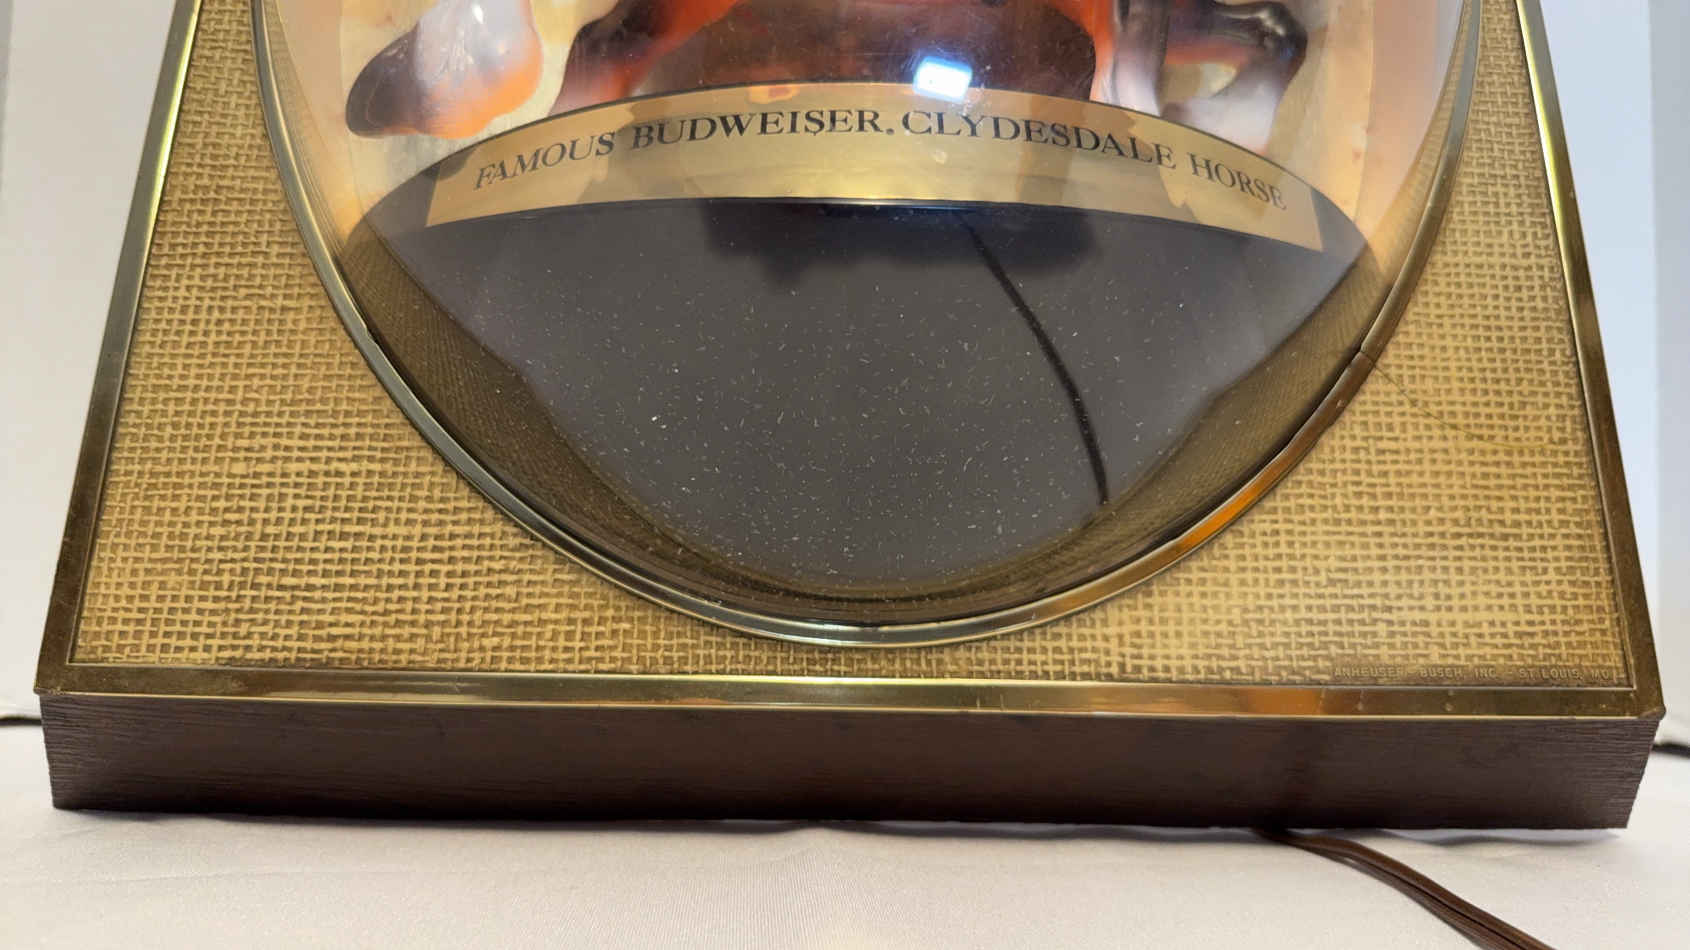 FAMOUS BUDWEISER® CLYDESDALE HORSE
ANHEUSER - BUSCH, INC. - ST. LOUIS, MO.